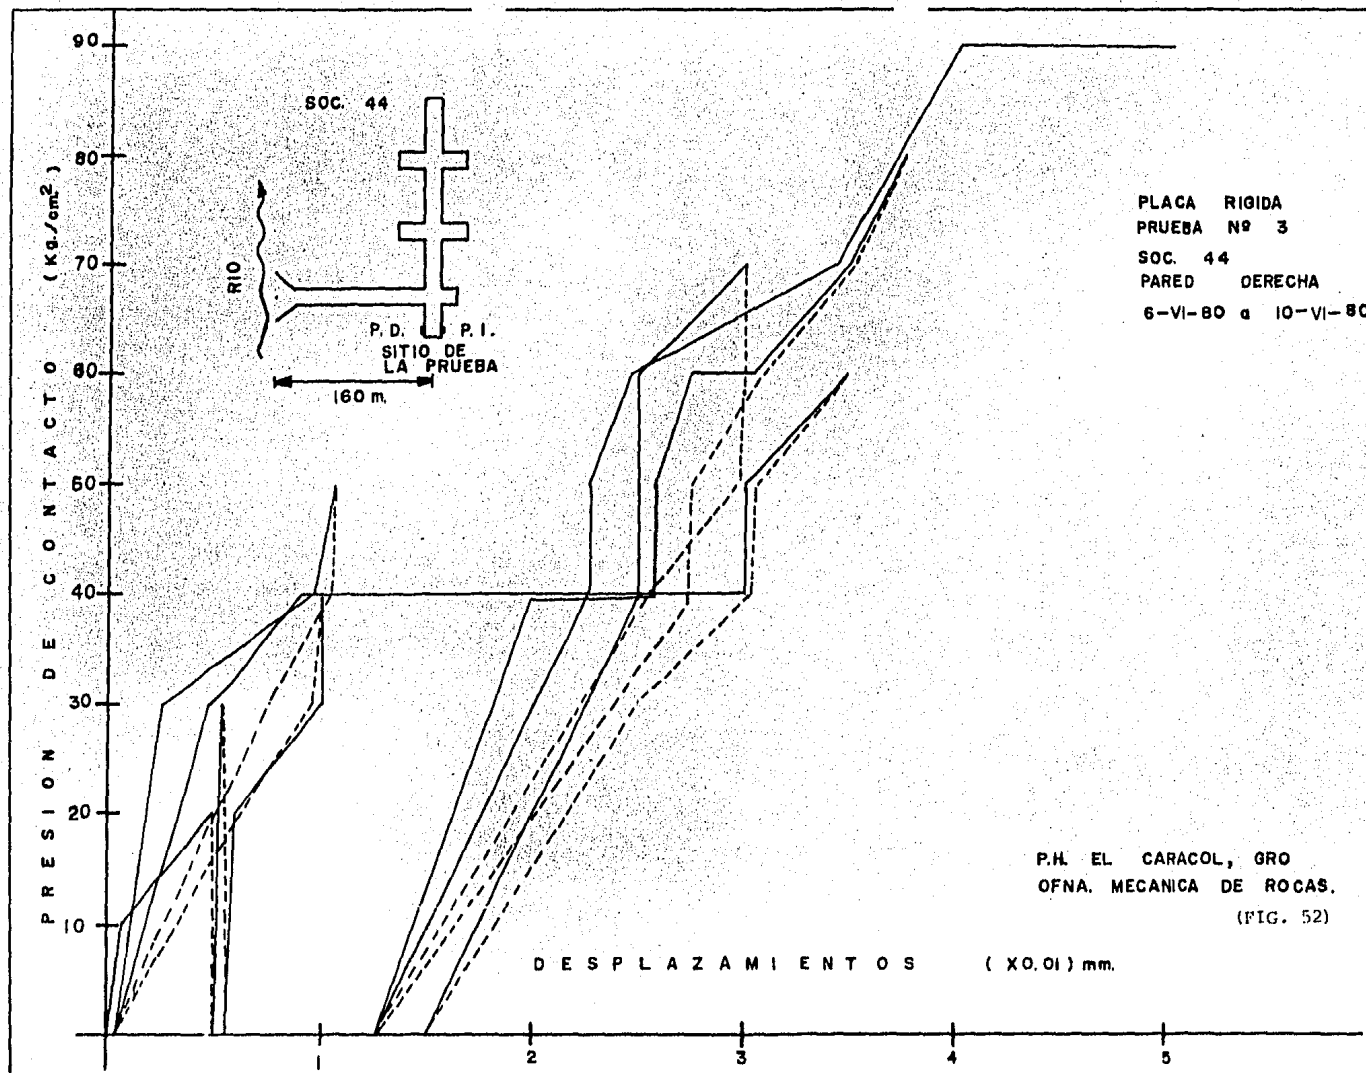 90
80
70
60
50
40
30
20
10
PRESION DE CONTACTO (Kg./cm²)
SOC. 44
RIO
P.D. P.I.
SITIO DE
LA PRUEBA
160 m.
PLACA RIGIDA
PRUEBA Nº 3
SOC. 44
PARED DERECHA
6-VI-80 a 10-VI-80
P.H. EL CARACOL, GRO
OFNA. MECANICA DE ROCAS.
(FIG. 52)
DESPLAZAMIENTOS (X0.01) mm.
1 2 3 4 5